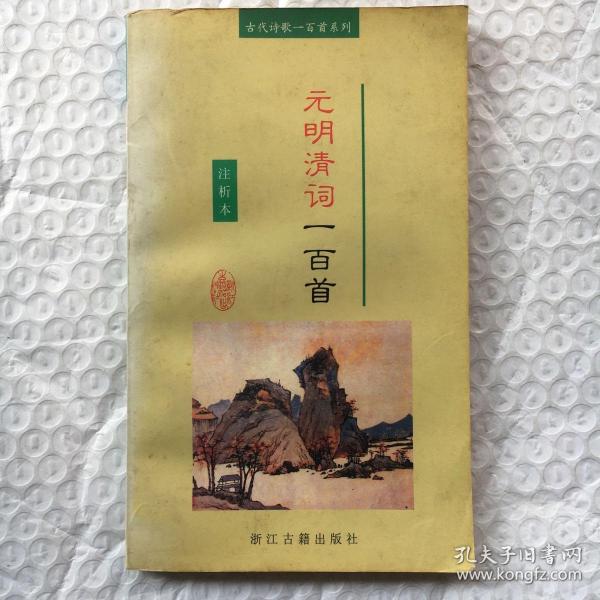 古代诗歌一百首系列
元明清词一百首
注析本
浙江古籍出版社
孔夫子旧书网
www.kongfz.com